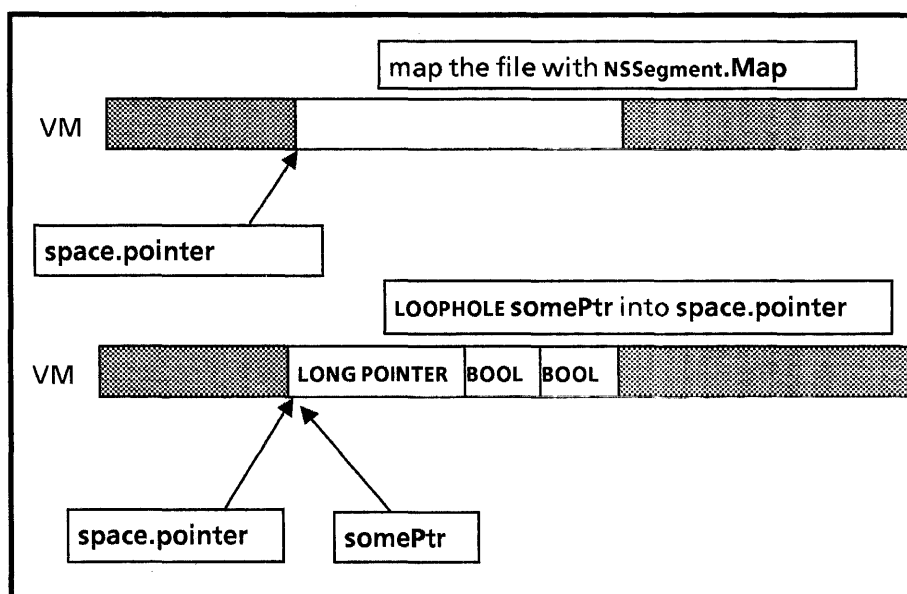 map the file with NSSegment.Map
VM
space.pointer
LOOPHOLE somePtr into space.pointer
VM
LONG POINTER BOOL BOOL
space.pointer
somePtr